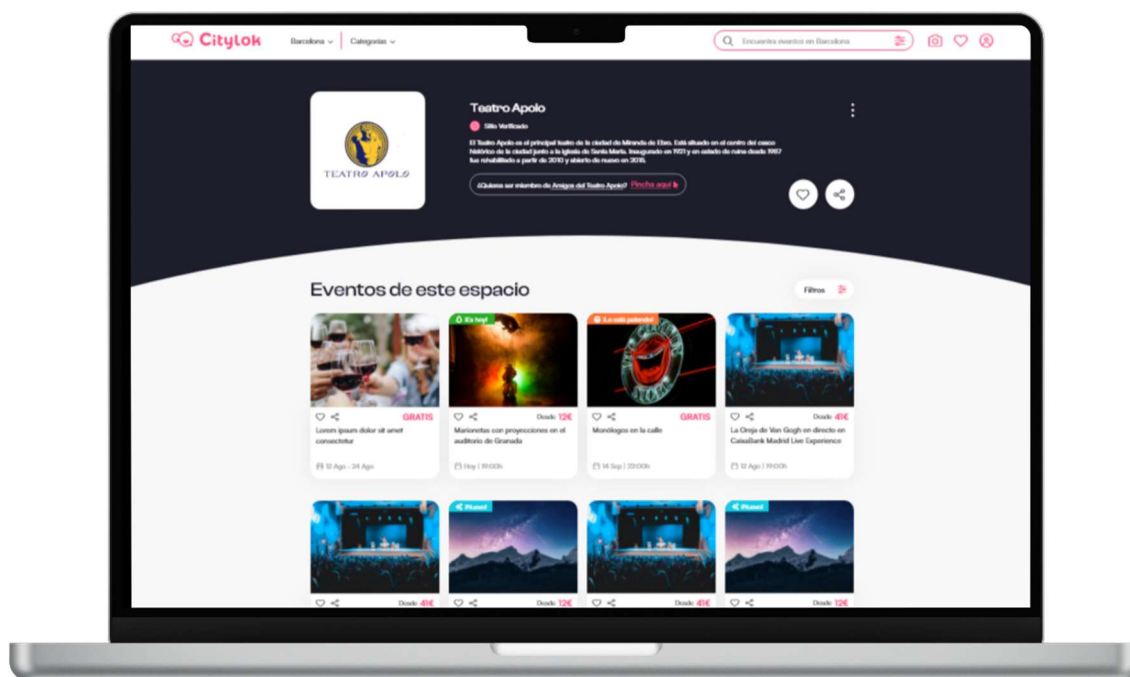 Citylok
Barcelona
Categorías
Encuentra eventos en Barcelona
TEATRO APOLO
Teatro Apolo
Sitio Verificado
El Teatro Apolo es el principal teatro de la ciudad de Miranda de Ebro. Está situado en el centro del casco
histórico de la ciudad junto a la iglesia de Santa María. Inaugurado en 1921 y en estado de ruina desde 1987
fue rehabilitado a partir de 2010 y abierto de nuevo en 2016.
¿Quieres ser miembro de Amigos del Teatro Apolo? Pincha aquí
Eventos de este espacio
Filtros
It's hoy!
¡Lo está petando!
GRATIS
Desde 12€
GRATIS
Desde 41€
Lorem ipsum dolor sit amet
consectetur
Marionetas con proyecciones en el
auditorio de Granada
Monólogos en la calle
La Oreja de Van Gogh en directo en
CaixaBank Madrid Live Experience
12 Ago - 24 Ago
Hoy | 19:00h
14 Sep | 22:00h
12 Ago | 19:00h
¡Nuevo!
¡Nuevo!
Desde 41€
Desde 12€
Desde 41€
Desde 12€